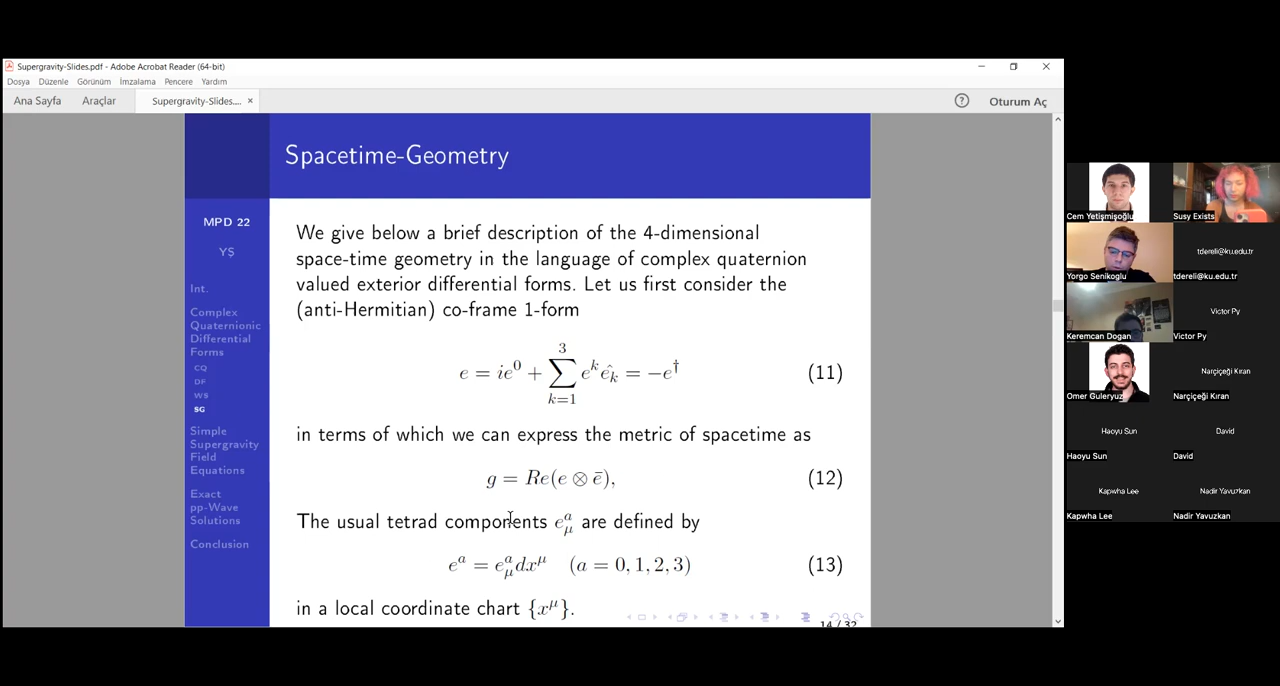 Supergravity-Slides.pdf - Adobe Acrobat Reader (64-bit)
Dosya Düzenle Görünüm İmzalama Pencere Yardım
Ana Sayfa Araçlar Supergravity-Slides.... × Oturum Aç
Spacetime-Geometry
MPD 22
YŞ
Int.
Complex
Quaternionic
Differential
Forms
CQ
DF
WS
SG
Simple
Supergravity
Field
Equations
Exact
pp-Wave
Solutions
Conclusion
We give below a brief description of the 4-dimensional
space-time geometry in the language of complex quaternion
valued exterior differential forms. Let us first consider the
(anti-Hermitian) co-frame 1-form
e = ie^0 + \sum_{k=1}^{3} e^k \hat{e_k} = −e^† (11)
in terms of which we can express the metric of spacetime as
g = Re(e ⊗ ē), (12)
The usual tetrad components e^a_μ are defined by
e^a = e^a_μ dx^μ (a = 0, 1, 2, 3) (13)
in a local coordinate chart {x^μ}.
14/32
Cem Yetişmişoğlu
Susy Exists
Yorgo Senikoglu
tdereli@ku.edu.tr
tdereli@ku.edu.tr
Keremcan Dogan
Victor Py
Victor Py
Omer Guleryuz
Narçiçeği Kıran
Narçiçeği Kıran
Haoyu Sun
Haoyu Sun
David
David
Kapwha Lee
Kapwha Lee
Nadir Yavuzkan
Nadir Yavuzkan